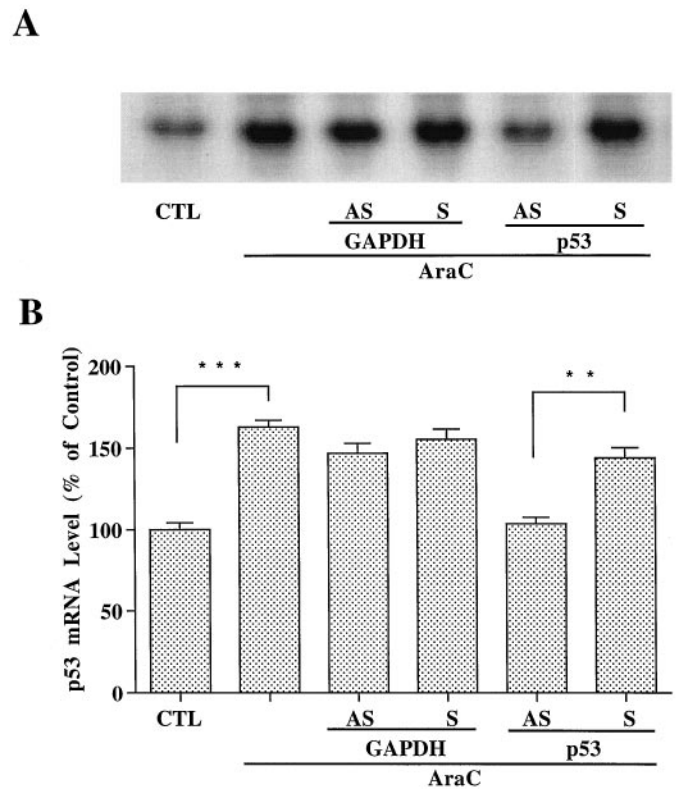 A
CTL AS S AS S
GAPDH p53
AraC
B
p53 mRNA Level (% of Control)
200
150
100
50
0
* * *
* *
CTL AS S AS S
GAPDH p53
AraC